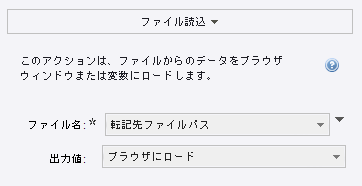 ファイル読込
このアクションは、ファイルからのデータをブラウザ
ウィンドウまたは変数にロードします。
ファイル名:* 転記先ファイルパス
出力値: ブラウザにロード